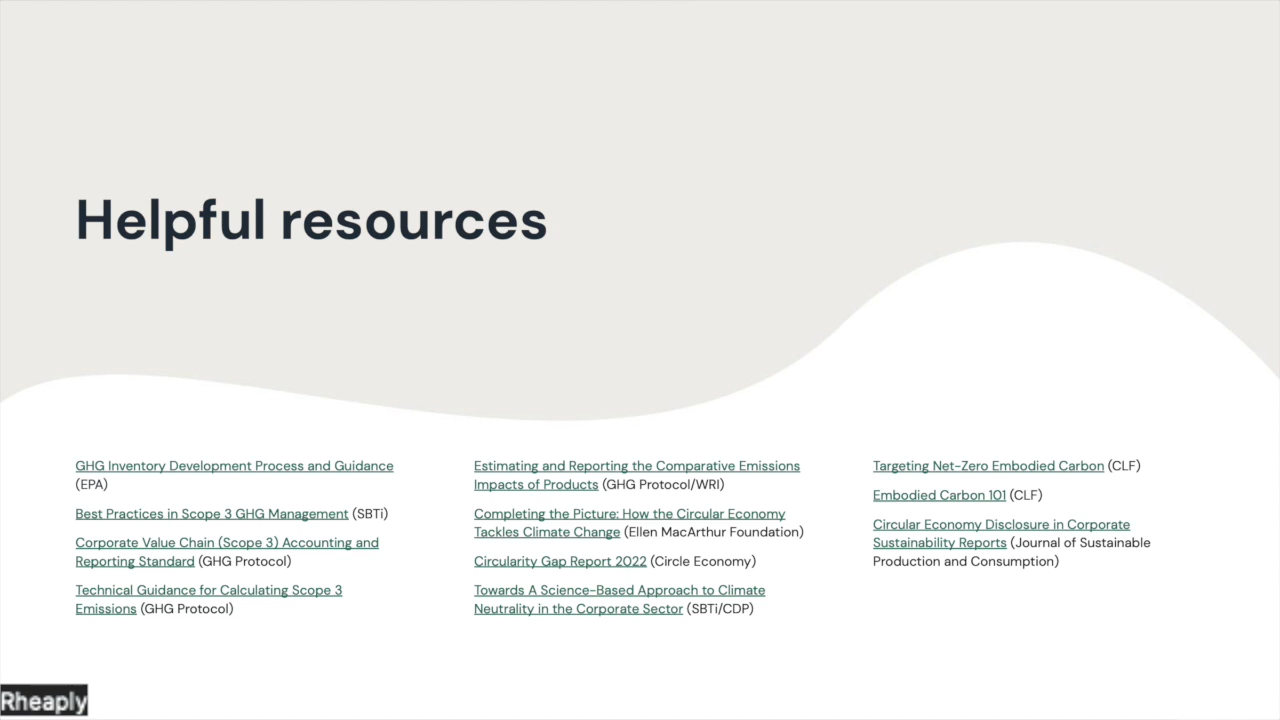 Helpful resources
GHG Inventory Development Process and Guidance
(EPA)
Best Practices in Scope 3 GHG Management (SBTi)
Corporate Value Chain (Scope 3) Accounting and
Reporting Standard (GHG Protocol)
Technical Guidance for Calculating Scope 3
Emissions (GHG Protocol)
Estimating and Reporting the Comparative Emissions
Impacts of Products (GHG Protocol/WRI)
Completing the Picture: How the Circular Economy
Tackles Climate Change (Ellen MacArthur Foundation)
Circularity Gap Report 2022 (Circle Economy)
Towards A Science-Based Approach to Climate
Neutrality in the Corporate Sector (SBTi/CDP)
Targeting Net-Zero Embodied Carbon (CLF)
Embodied Carbon 101 (CLF)
Circular Economy Disclosure in Corporate
Sustainability Reports (Journal of Sustainable
Production and Consumption)
Rheaply